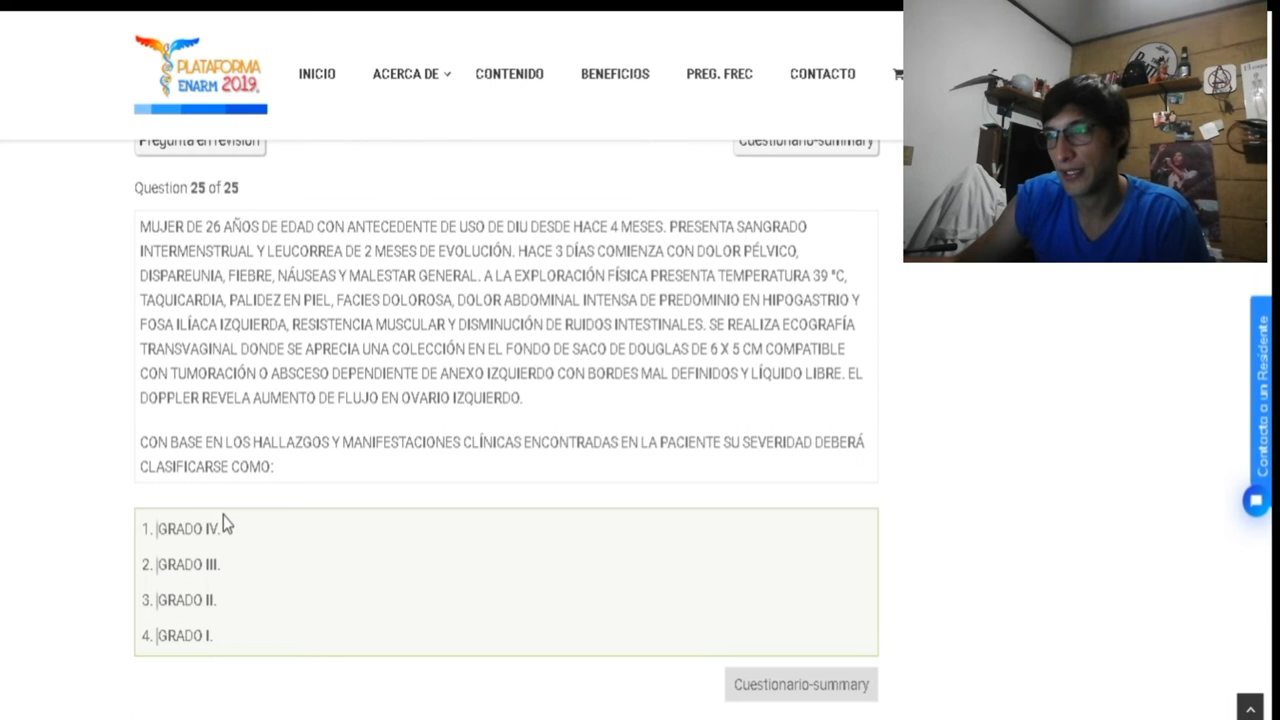 PLATAFORMA
ENARM 2019
INICIO
ACERCA DE
CONTENIDO
BENEFICIOS
PREG. FREC
CONTACTO
Pregunta en revisión
Cuestionario-summary
Question 25 of 25
MUJER DE 26 AÑOS DE EDAD CON ANTECEDENTE DE USO DE DIU DESDE HACE 4 MESES. PRESENTA SANGRADO
INTERMENSTRUAL Y LEUCORREA DE 2 MESES DE EVOLUCIÓN. HACE 3 DÍAS COMIENZA CON DOLOR PÉLVICO,
DISPAREUNIA, FIEBRE, NÁUSEAS Y MALESTAR GENERAL. A LA EXPLORACIÓN FÍSICA PRESENTA TEMPERATURA 39 °C,
TAQUICARDIA, PALIDEZ EN PIEL, FACIES DOLOROSA, DOLOR ABDOMINAL INTENSA DE PREDOMINIO EN HIPOGASTRIO Y
FOSA ILÍACA IZQUIERDA, RESISTENCIA MUSCULAR Y DISMINUCIÓN DE RUIDOS INTESTINALES. SE REALIZA ECOGRAFÍA
TRANSVAGINAL DONDE SE APRECIA UNA COLECCIÓN EN EL FONDO DE SACO DE DOUGLAS DE 6 X 5 CM COMPATIBLE
CON TUMORACIÓN O ABSCESO DEPENDIENTE DE ANEXO IZQUIERDO CON BORDES MAL DEFINIDOS Y LÍQUIDO LIBRE. EL
DOPPLER REVELA AUMENTO DE FLUJO EN OVARIO IZQUIERDO.
CON BASE EN LOS HALLAZGOS Y MANIFESTACIONES CLÍNICAS ENCONTRADAS EN LA PACIENTE SU SEVERIDAD DEBERÁ
CLASIFICARSE COMO:
1. GRADO IV.
2. GRADO III.
3. GRADO II.
4. GRADO I.
Cuestionario-summary
Contacta a un Residente